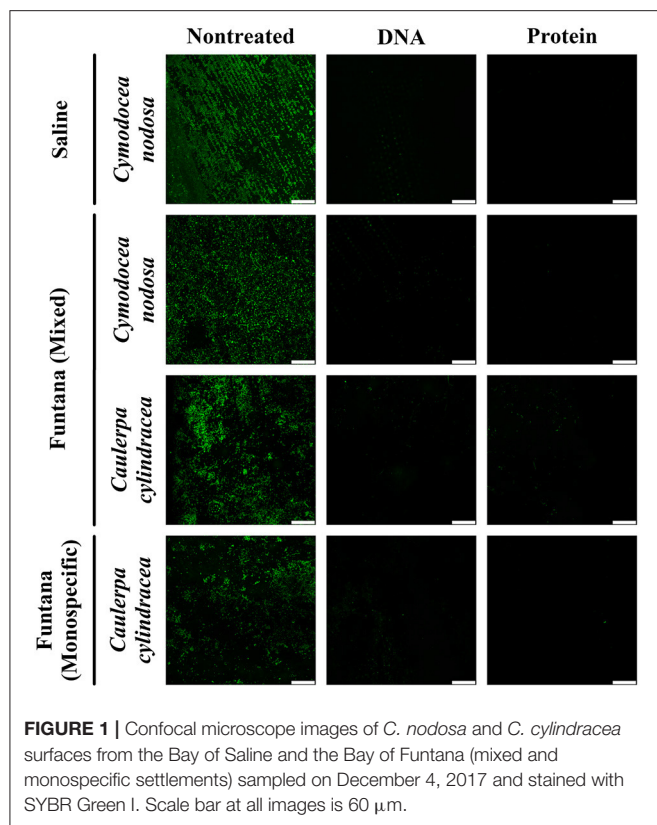 Nontreated DNA Protein
Saline
Cymodocea
nodosa
Funtana (Mixed)
Cymodocea
nodosa
Caulerpa
cylindracea
Funtana
(Monospecific)
Caulerpa
cylindracea
FIGURE 1 | Confocal microscope images of C. nodosa and C. cylindracea
surfaces from the Bay of Saline and the Bay of Funtana (mixed and
monospecific settlements) sampled on December 4, 2017 and stained with
SYBR Green I. Scale bar at all images is 60 μm.